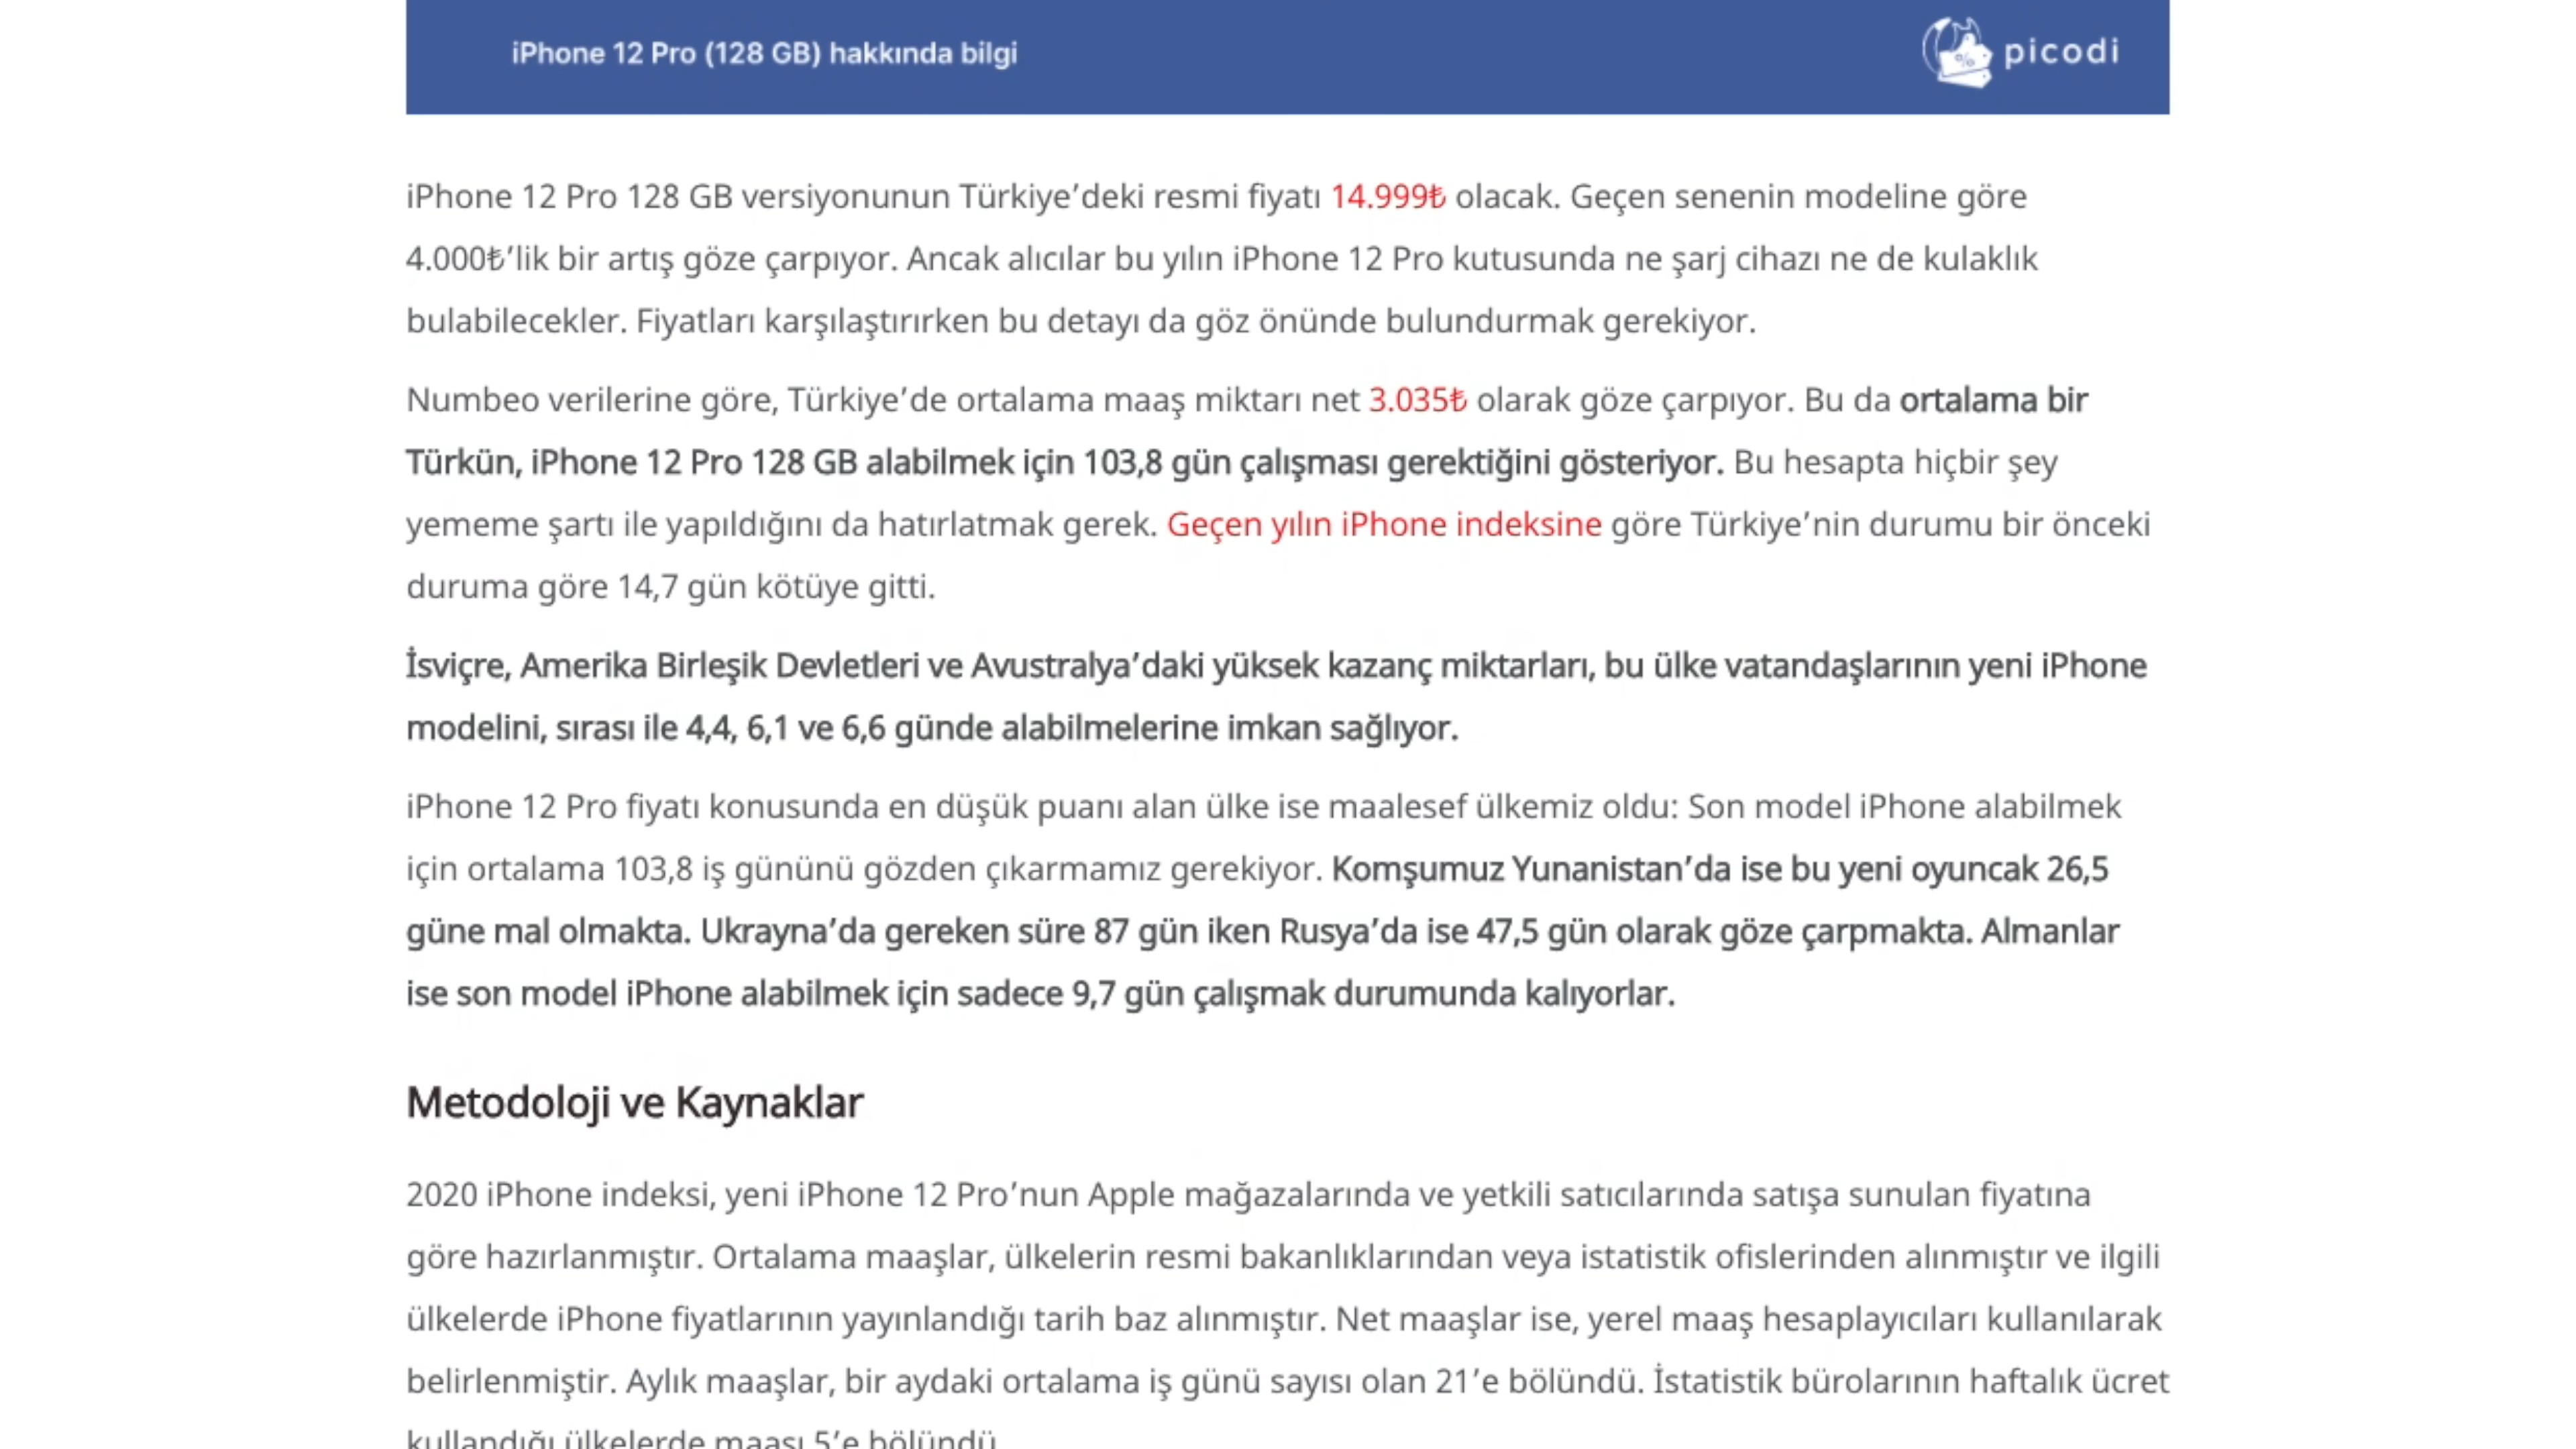 iPhone 12 Pro (128 GB) hakkında bilgi
picodi
iPhone 12 Pro 128 GB versiyonunun Türkiye’deki resmi fiyatı 14.999₺ olacak. Geçen senenin modeline göre
4.000₺’lik bir artış göze çarpıyor. Ancak alıcılar bu yılın iPhone 12 Pro kutusunda ne şarj cihazı ne de kulaklık
bulabilecekler. Fiyatları karşılaştırırken bu detayı da göz önünde bulundurmak gerekiyor.
Numbeo verilerine göre, Türkiye’de ortalama maaş miktarı net 3.035₺ olarak göze çarpıyor. Bu da ortalama bir
Türkün, iPhone 12 Pro 128 GB alabilmek için 103,8 gün çalışması gerektiğini gösteriyor. Bu hesapta hiçbir şey
yememe şartı ile yapıldığını da hatırlatmak gerek. Geçen yılın iPhone indeksine göre Türkiye’nin durumu bir önceki
duruma göre 14,7 gün kötüye gitti.
İsviçre, Amerika Birleşik Devletleri ve Avustralya’daki yüksek kazanç miktarları, bu ülke vatandaşlarının yeni iPhone
modelini, sırası ile 4,4, 6,1 ve 6,6 günde alabilmelerine imkan sağlıyor.
iPhone 12 Pro fiyatı konusunda en düşük puanı alan ülke ise maalesef ülkemiz oldu: Son model iPhone alabilmek
için ortalama 103,8 iş gününü gözden çıkarmamız gerekiyor. Komşumuz Yunanistan’da ise bu yeni oyuncak 26,5
güne mal olmakta. Ukrayna’da gereken süre 87 gün iken Rusya’da ise 47,5 gün olarak göze çarpmakta. Almanlar
ise son model iPhone alabilmek için sadece 9,7 gün çalışmak durumunda kalıyorlar.
Metodoloji ve Kaynaklar
2020 iPhone indeksi, yeni iPhone 12 Pro’nun Apple mağazalarında ve yetkili satıcılarında satışa sunulan fiyatına
göre hazırlanmıştır. Ortalama maaşlar, ülkelerin resmi bakanlıklarından veya istatistik ofislerinden alınmıştır ve ilgili
ülkelerde iPhone fiyatlarının yayınlandığı tarih baz alınmıştır. Net maaşlar ise, yerel maaş hesaplayıcıları kullanılarak
belirlenmiştir. Aylık maaşlar, bir aydaki ortalama iş günü sayısı olan 21’e bölündü. İstatistik bürolarının haftalık ücret
kullandığı ülkelerde maaşı 5’e bölündü.